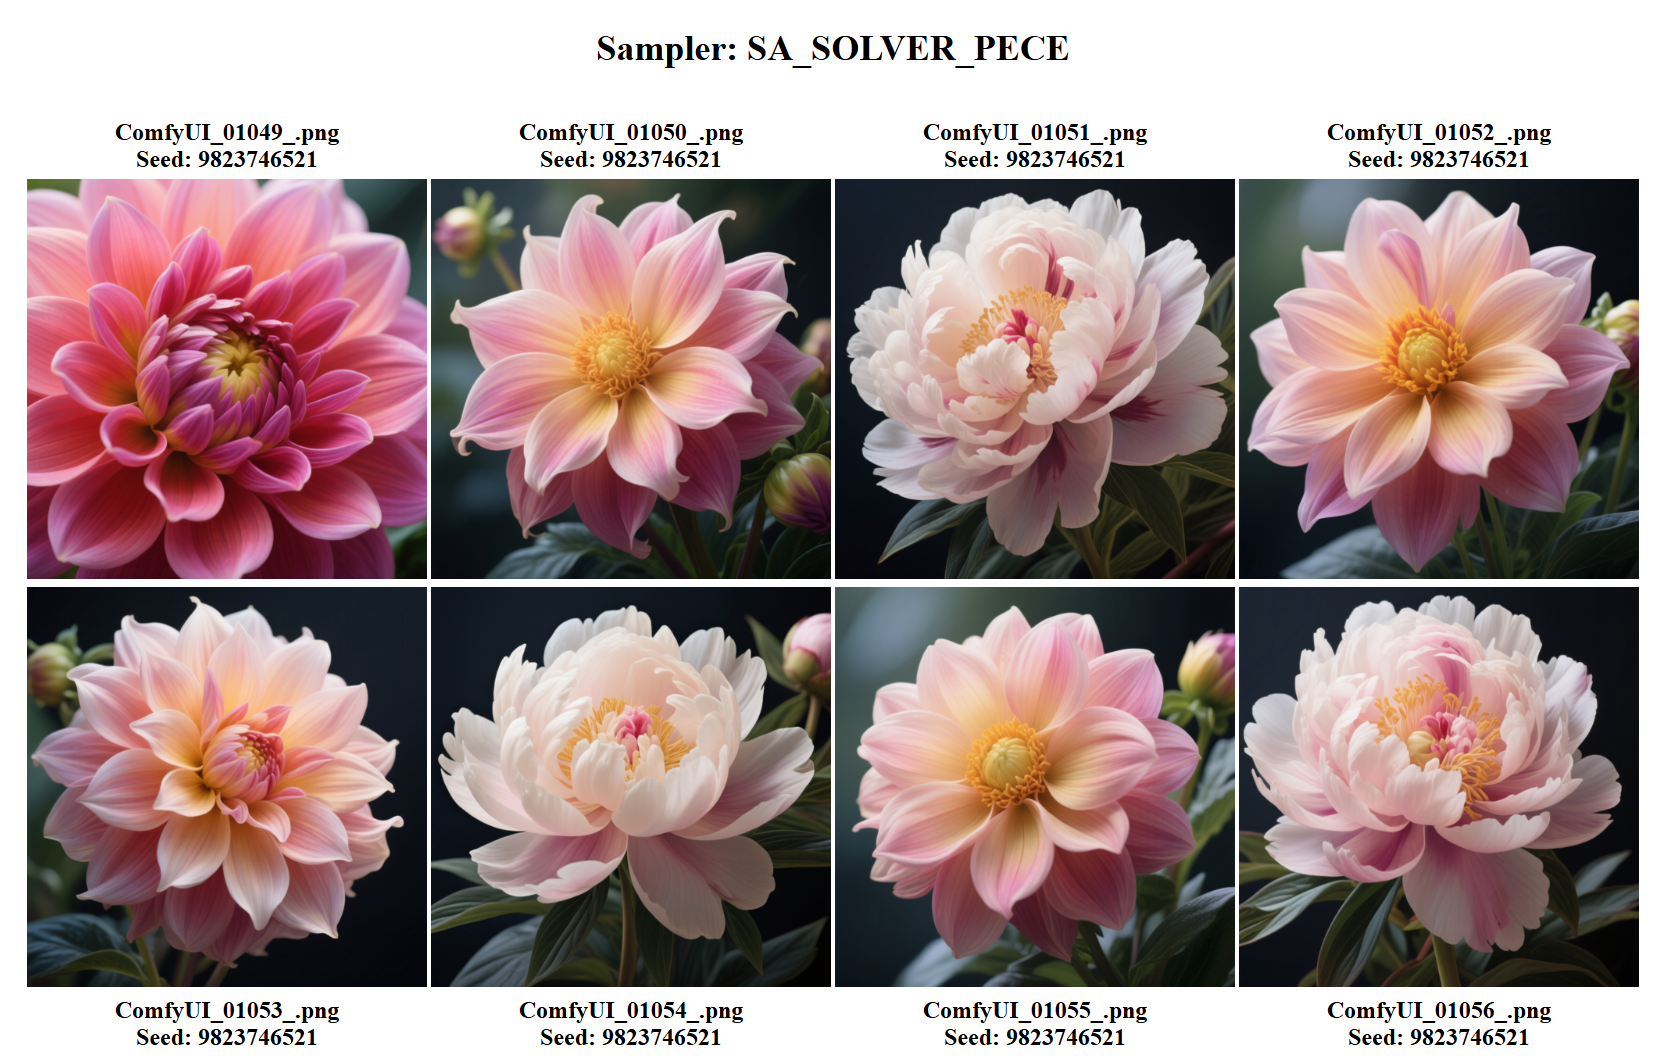 Sampler: SA_SOLVER_PECE
ComfyUI_01049_.png
Seed: 9823746521
ComfyUI_01050_.png
Seed: 9823746521
ComfyUI_01051_.png
Seed: 9823746521
ComfyUI_01052_.png
Seed: 9823746521
ComfyUI_01053_.png
Seed: 9823746521
ComfyUI_01054_.png
Seed: 9823746521
ComfyUI_01055_.png
Seed: 9823746521
ComfyUI_01056_.png
Seed: 9823746521